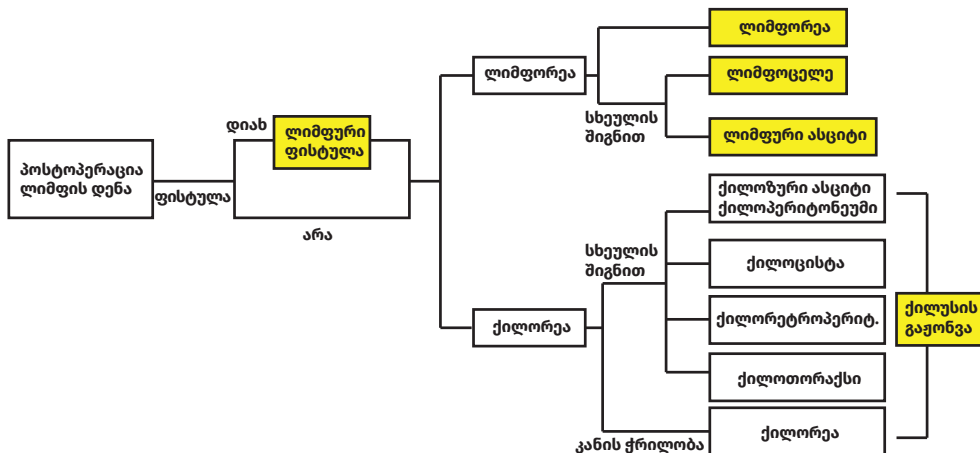 პოსტოპერაცია
ლიმფის დენა
ფისტულა
დიახ
ლიმფური
ფისტულა
არა
ლიმფორეა
სხეულის
შიგნით
ლიმფორეა
ლიმფოცელე
ლიმფური ასციტი
ქილორეა
სხეულის
შიგნით
ქილოზური ასციტი
ქილოპერიტონეუმი
ქილოცისტა
ქილორეტროპერიტ.
ქილოთორაქსი
კანის ჭრილობა
ქილორეა
ქილუსის
გაჟონვა